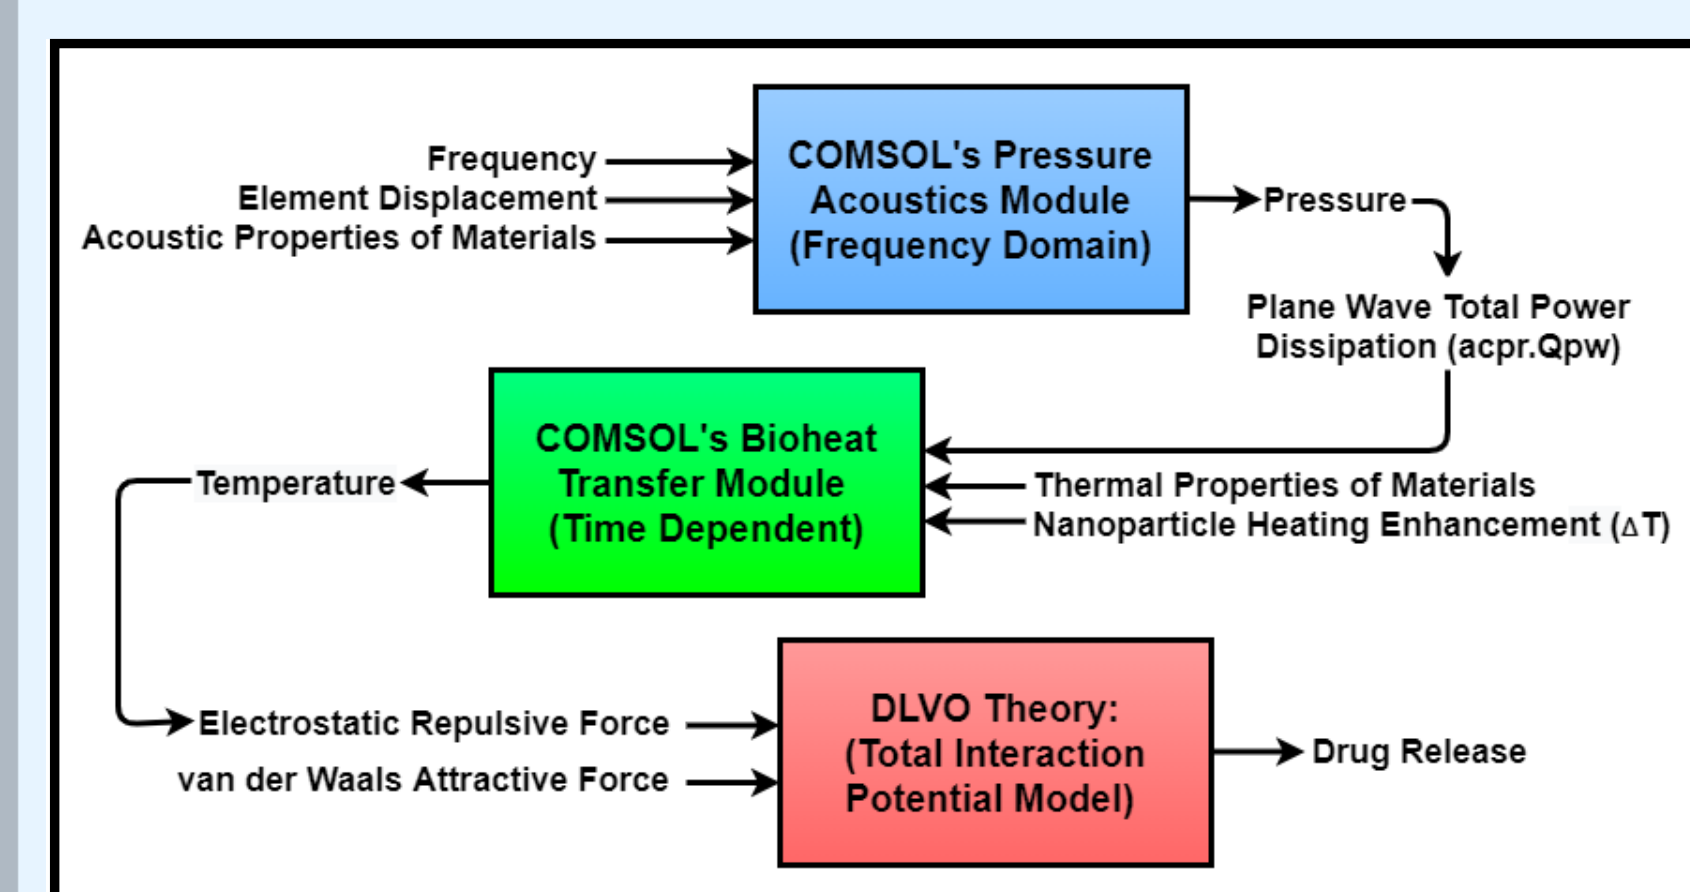 Frequency
Element Displacement
Acoustic Properties of Materials
COMSOL's Pressure
Acoustics Module
(Frequency Domain)
Pressure
Plane Wave Total Power
Dissipation (acpr.Qpw)
COMSOL's Bioheat
Transfer Module
(Time Dependent)
Temperature
Thermal Properties of Materials
Nanoparticle Heating Enhancement (ΔT)
Electrostatic Repulsive Force
van der Waals Attractive Force
DLVO Theory:
(Total Interaction
Potential Model)
Drug Release